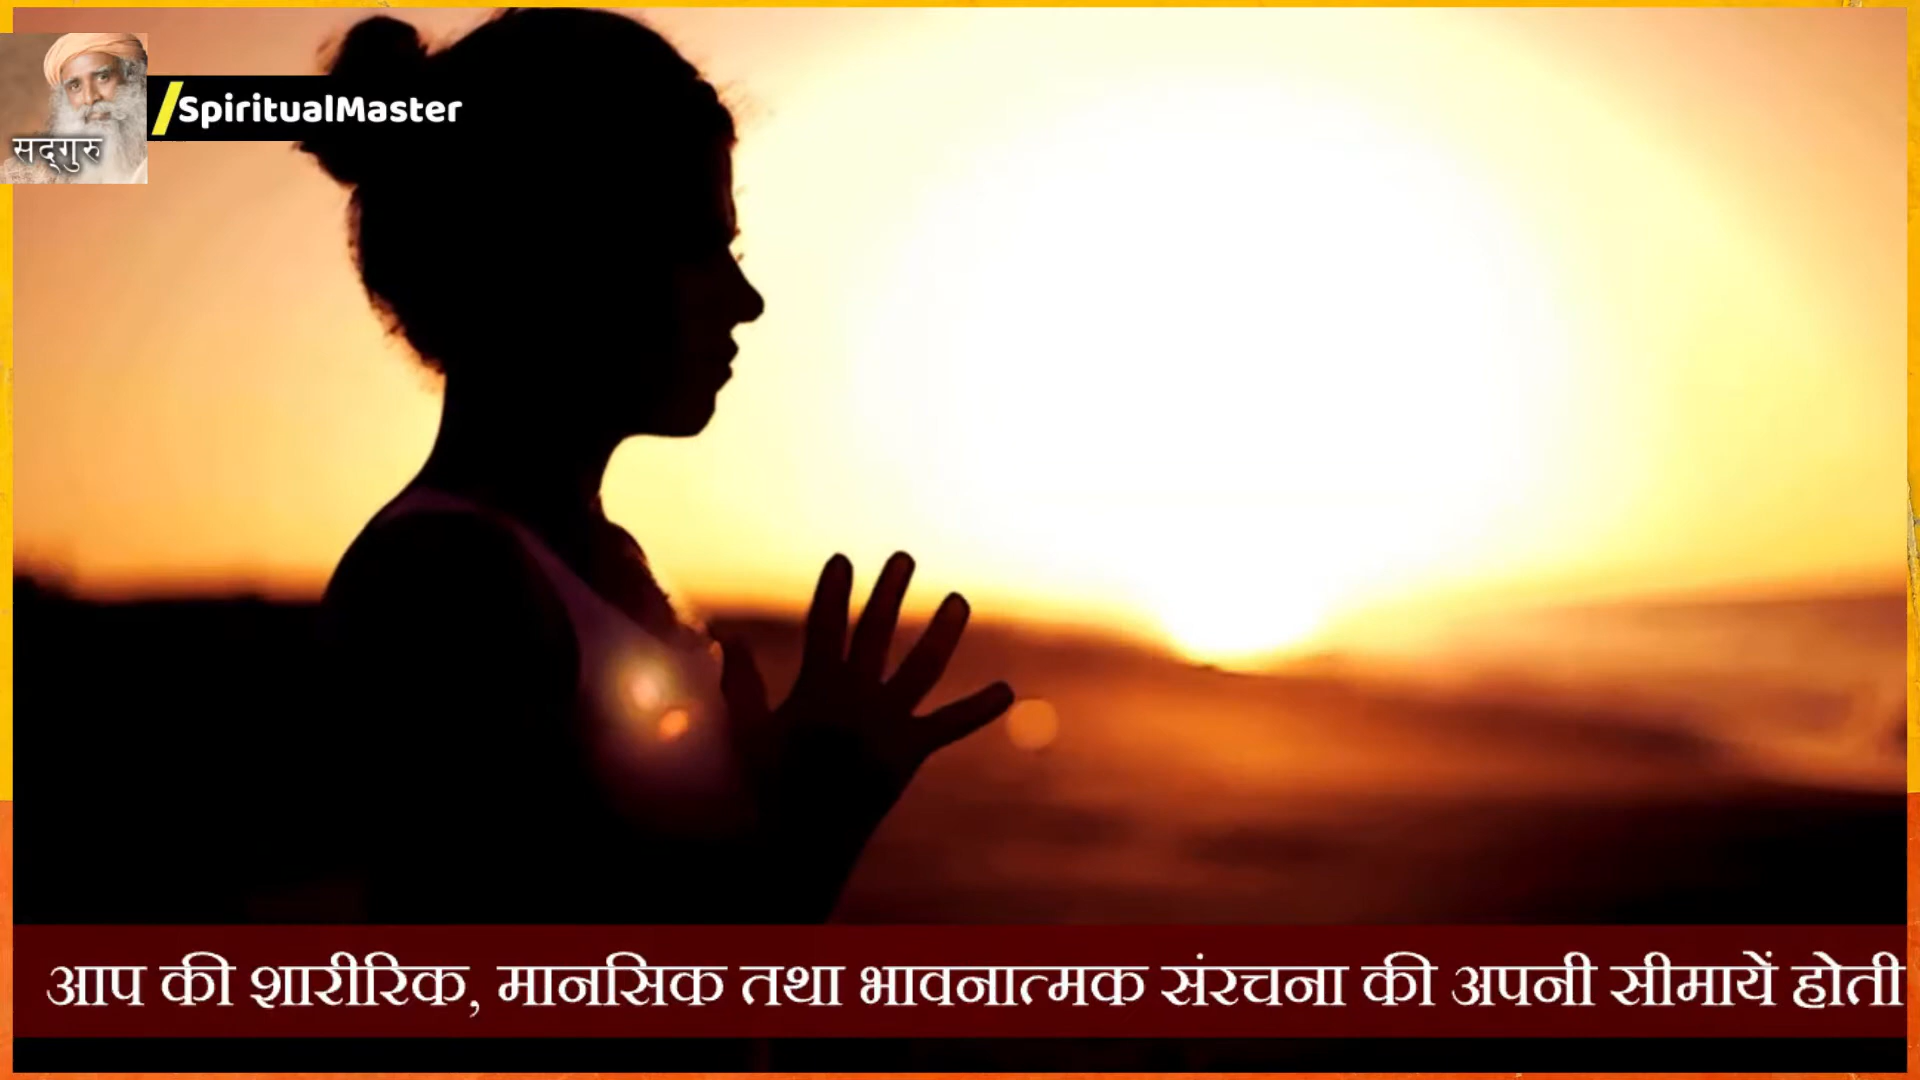 /SpiritualMaster
सद्‌गुरु
आप की शारीरिक, मानसिक तथा भावनात्मक संरचना की अपनी सीमायें होती